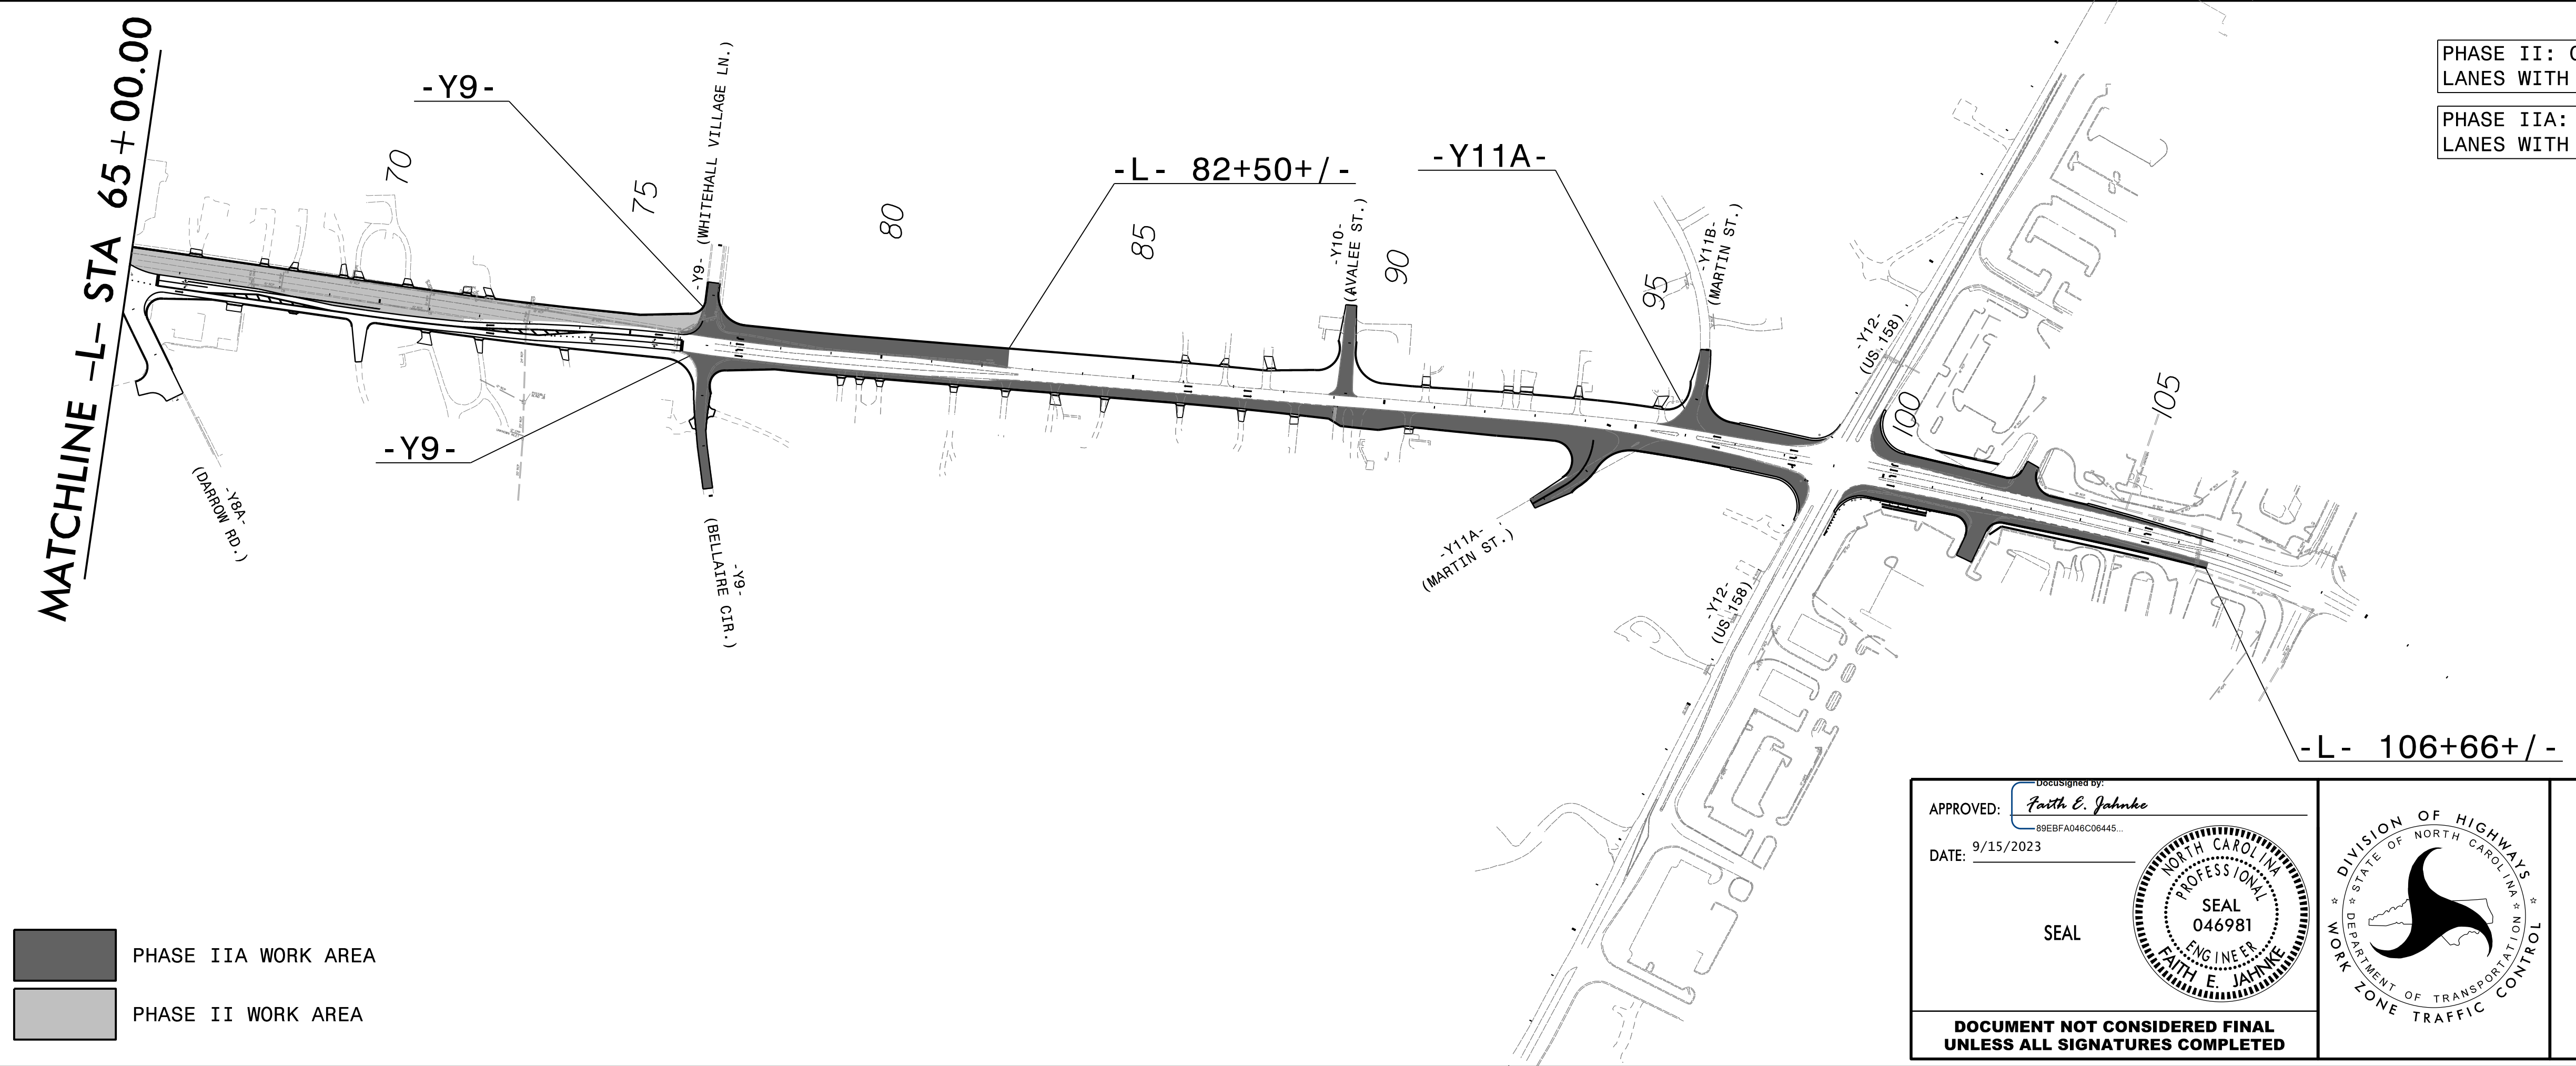 MATCHLINE -L- STA 65+00.00
-Y9-
70
75
-Y9- (WHITEHALL VILLAGE LN.)
80
-L- 82+50+/-
85
-Y10-
(AVALEE ST.)
90
-Y11A-
95
-Y11B-
(MARTIN ST.)
-Y12-
(US 158)
100
105
PHASE II:
LANES WITH
PHASE IIA:
LANES WITH
-Y9-
-Y8A-
(DARROW RD.)
-Y9-
(BELLAIRE CIR.)
-Y11A-
(MARTIN ST.)
-Y12-
(US 158)
-L- 106+66+/-
PHASE IIA WORK AREA
PHASE II WORK AREA
DocuSigned by:
APPROVED: Faith E. Jahnke
89EBFA046C06445...
DATE: 9/15/2023
SEAL
NORTH CAROLINA
PROFESSIONAL
SEAL
046981
ENGINEER
FAITH E. JAHNKE
DOCUMENT NOT CONSIDERED FINAL
UNLESS ALL SIGNATURES COMPLETED
DIVISION OF HIGHWAYS
STATE OF NORTH CAROLINA
DEPARTMENT OF TRANSPORTATION
WORK ZONE TRAFFIC CONTROL